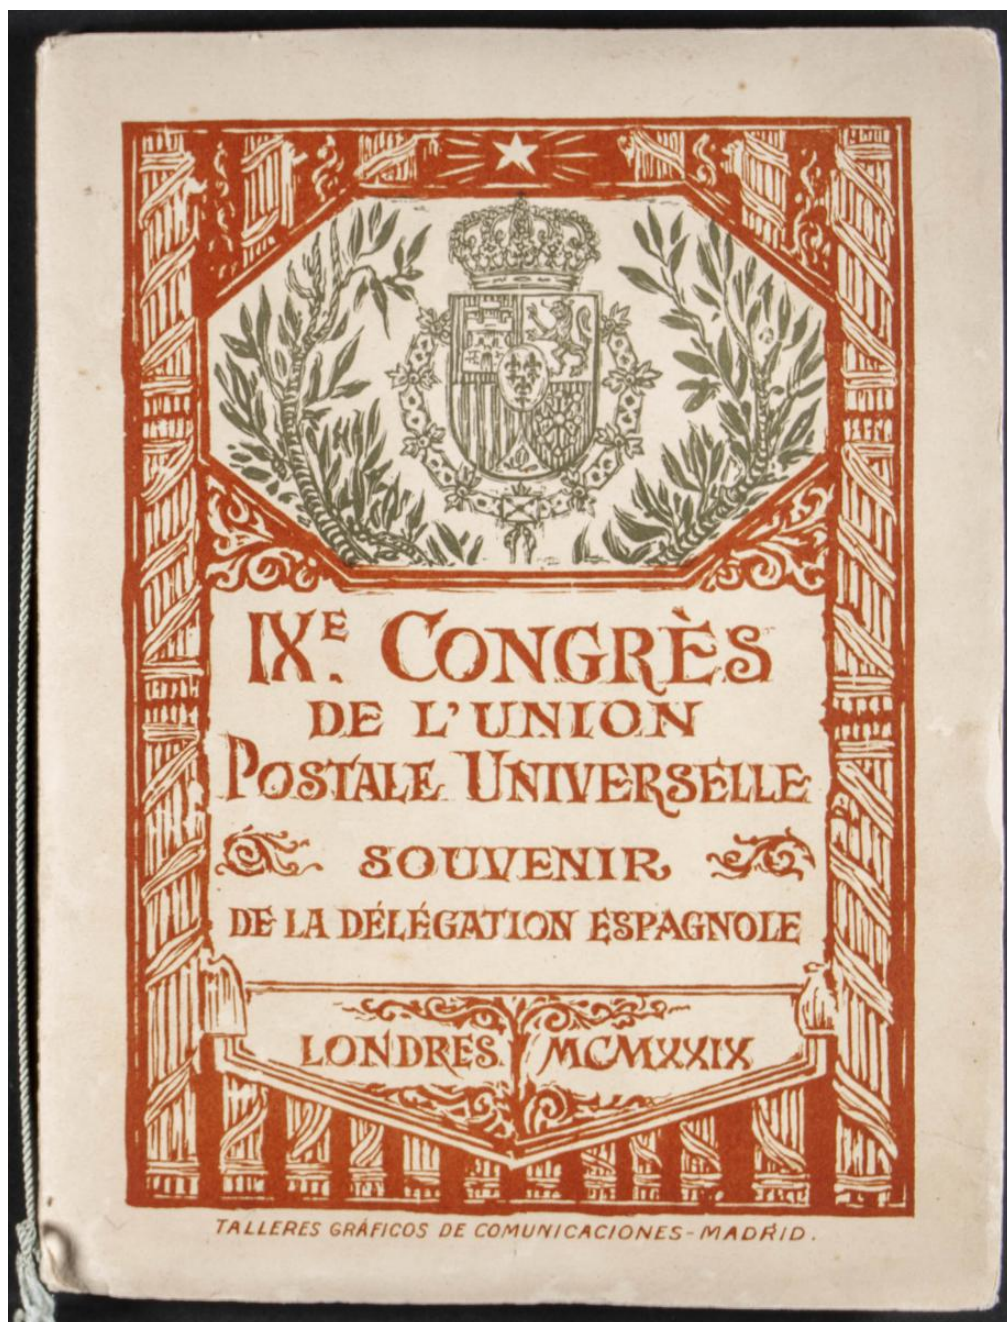 IXE. CONGRÈS
DE L'UNION
POSTALE UNIVERSELLE
SOUVENIR
DE LA DÉLÉGATION ESPAGNOLE
LONDRES MCMXXIX
TALLERES GRÁFICOS DE COMUNICACIONES-MADRID.